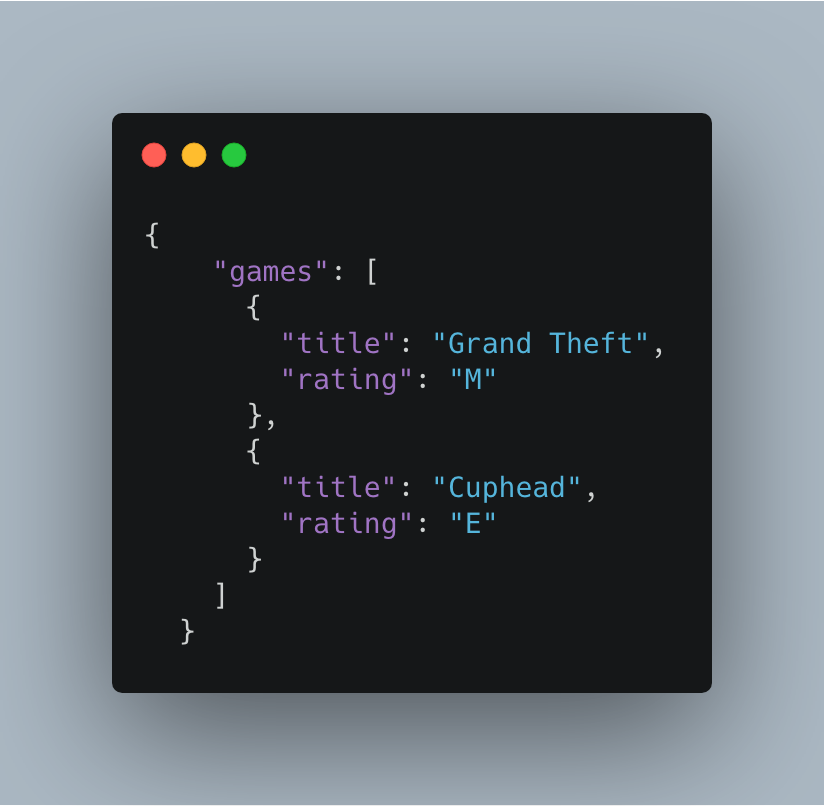 {
"games": [
{
"title": "Grand Theft",
"rating": "M"
},
{
"title": "Cuphead",
"rating": "E"
}
]
}